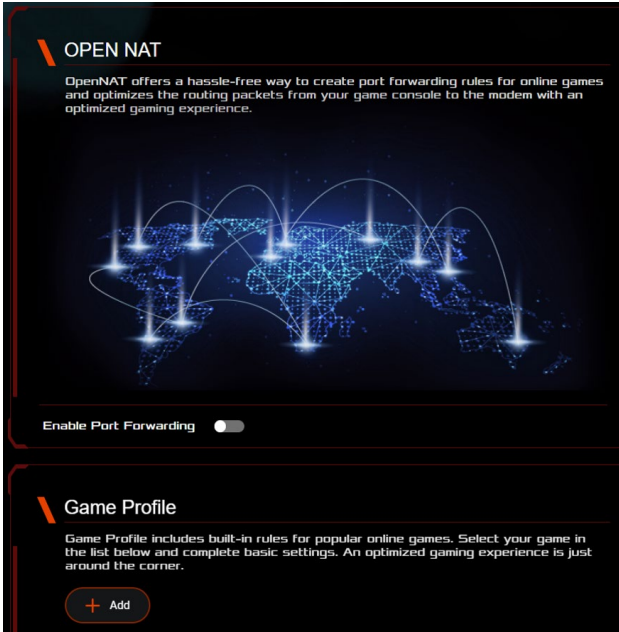 OPEN NAT
OpenNAT offers a hassle-free way to create port forwarding rules for online games
and optimizes the routing packets from your game console to the modem with an
optimized gaming experience.
Enable Port Forwarding
Game Profile
Game Profile includes built-in rules for popular online games. Select your game in
the list below and complete basic settings. An optimized gaming experience is just
around the corner.
+ Add